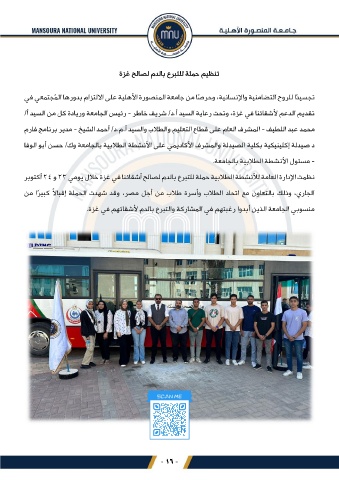 MANSOURA NATIONAL UNIVERSITY
جـامـعـة المنصورة الأهلـيـة
تنظيم حملة للتبرع بالدم لصالح غزة
تجسيدًا للروح التضامنية والإنسانية، وحرصًا من جامعة المنصورة الأهلية على الالتزام بدورها المُجتمعي في
تقديم الدعم لأشقائنا في غزة، وتحت رعاية السيد أ.د/ شريف خاطر - رئيس الجامعة وريادة كل من السيد أ/
محمد عبد اللطيف - المشرف العام على قطاع التعليم والطلاب والسيد أ.م.د/ أحمد الشيخ - مدير برنامج فارم
د صيدلة إكلينيكية بكلية الصيدلة والمشرف الأكاديمي على الأنشطة الطلابية بالجامعة وك/ حسن أبو الوفا
- مسئول الأنشطة الطلابية بالجامعة.
نظمت الإدارة العامة للأنشطة الطلابية حملة للتبرع بالدم لصالح أشقائنا في غزة خلال يومي ٢٣ و ٢٤ أكتوبر
الجاري، وذلك بالتعاون مع اتحاد الطلاب وأسرة طلاب من أجل مصر، وقد شهدت الحملة إقبالاً كبيرًا من
منسوبي الجامعة الذين أبدوا رغبتهم في المشاركة والتبرع بالدم لأشقائهم في غزة.
SCAN ME
- ١٦ -